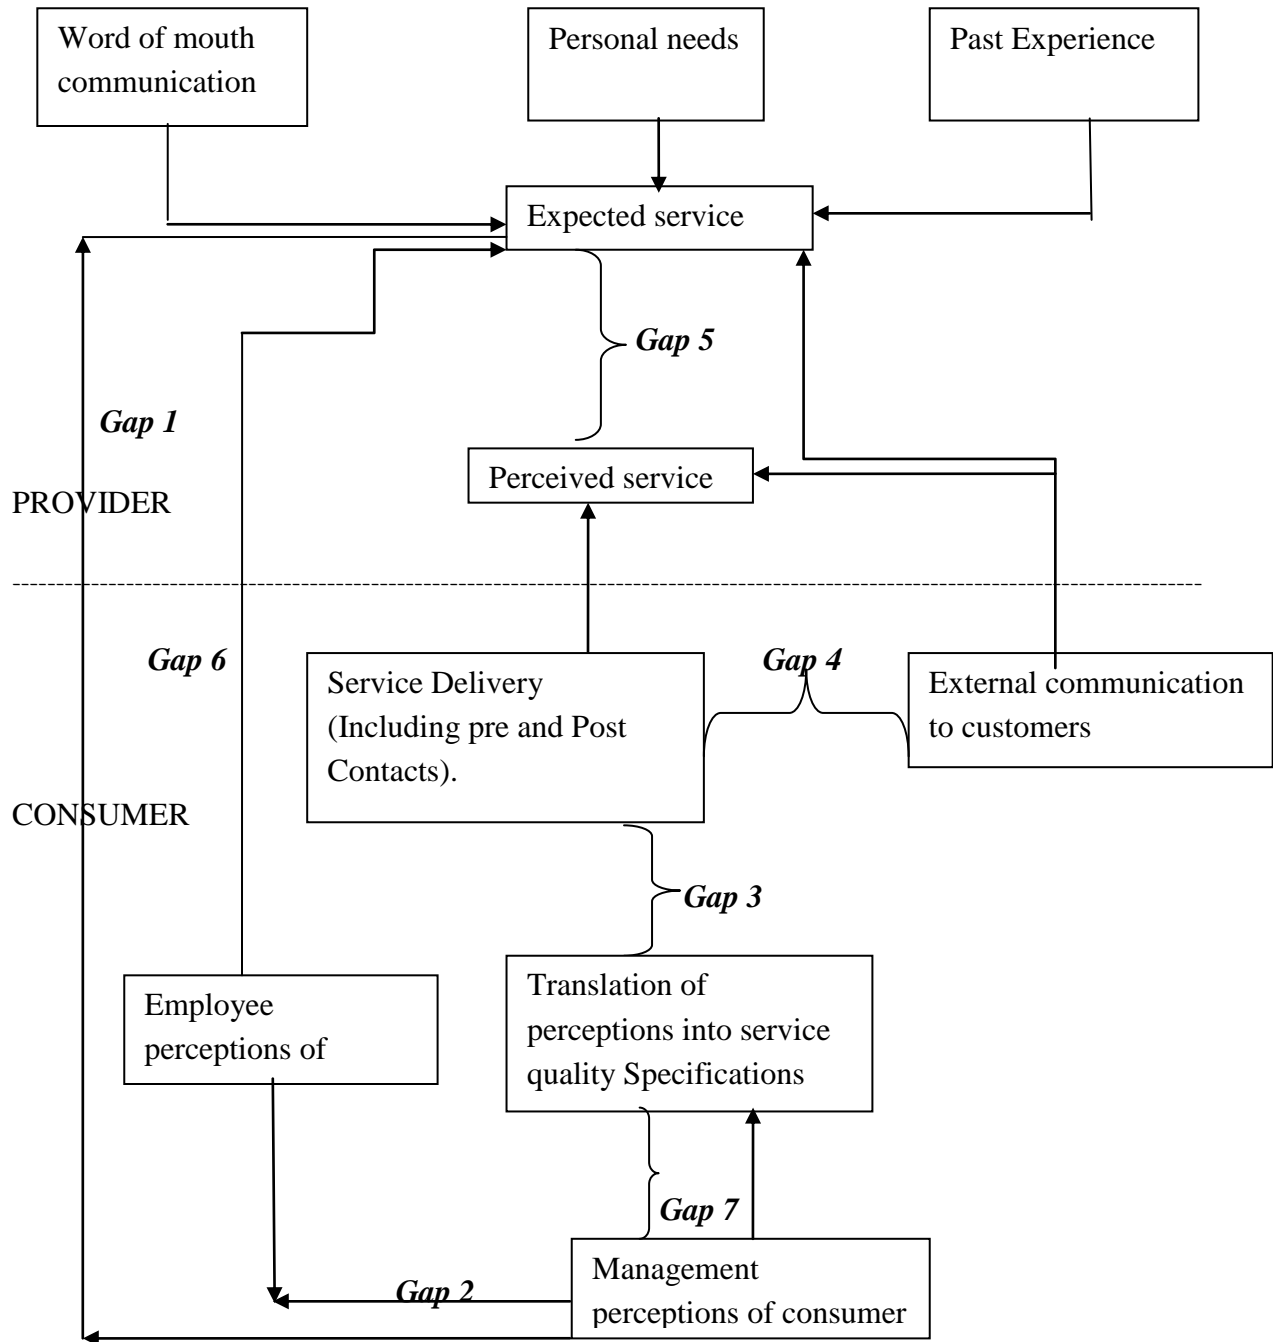 Word of mouth
communication
Personal needs
Past Experience
Expected service
Gap 5
Gap 1
Perceived service
PROVIDER
Gap 6
Gap 4
Service Delivery
(Including pre and Post
Contacts).
External communication
to customers
CONSUMER
Gap 3
Employee
perceptions of
Translation of
perceptions into service
quality Specifications
Gap 7
Gap 2
Management
perceptions of consumer